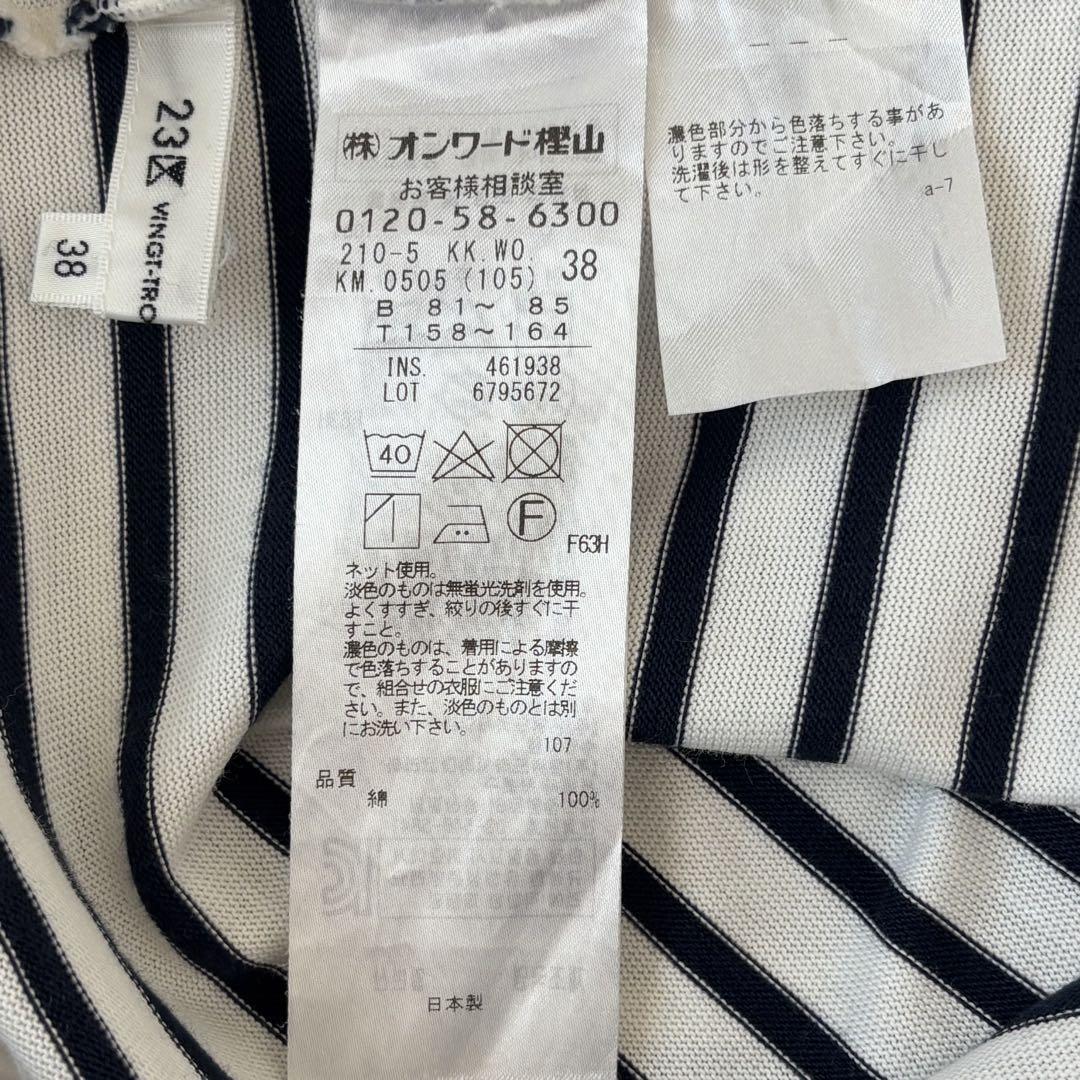 23区 VINGT-TRO
38
㈱オンワード樫山
お客様相談室
0120-58-6300
210-5 KK.WO.
KM.0505 (105) 38
B 81〜 85
T158〜164
INS. 461938
LOT 6795672
40
F
F63H
ネット使用。
淡色のものは無蛍光洗剤を使用。
よくすすぎ、絞りの後すぐに干
すこと。
濃色のものは、着用による摩擦
で色落ちすることがありますの
で、組合せの衣服にご注意くだ
さい。また、淡色のものとは別
にお洗い下さい。
107
品質
綿 100%
日本製
濃色部分から色落ちする事があ
りますのでご注意下さい。
洗濯後は形を整えてすぐに干し
て下さい。
a-7